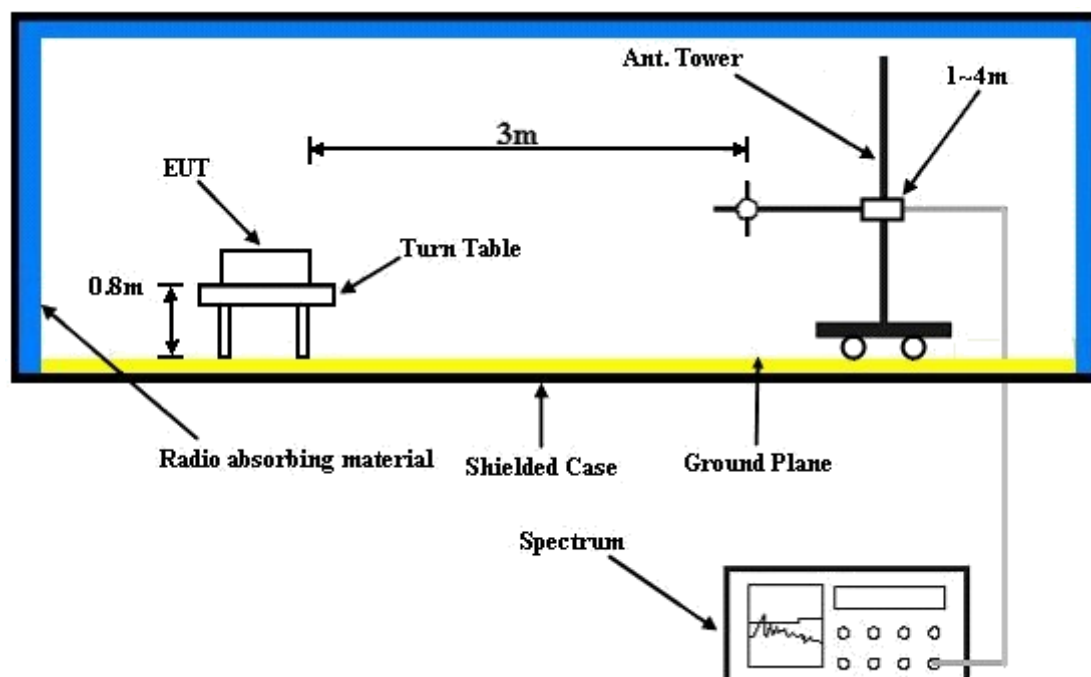 Ant. Tower
1~4m
3m
EUT
Turn Table
0.8m
Radio absorbing material
Shielded Case
Ground Plane
Spectrum